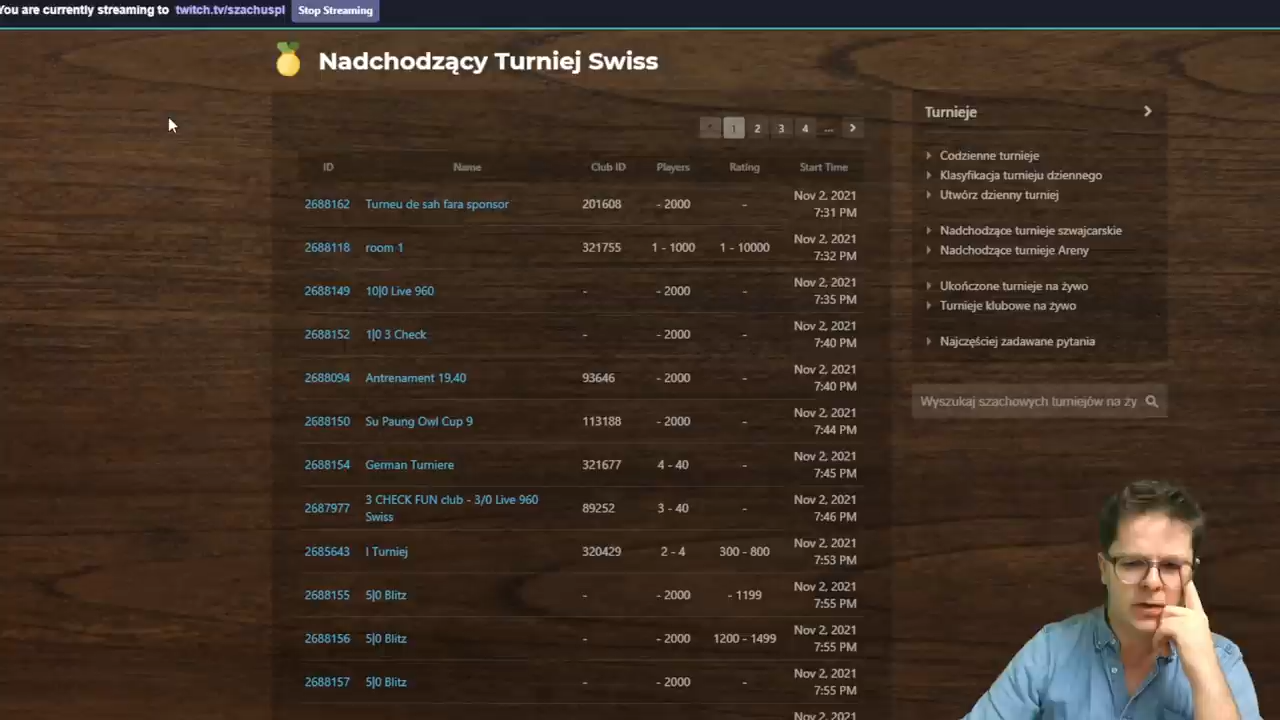 You are currently streaming to twitch.tv/szachuspl Stop Streaming
Nadchodzący Turniej Swiss
1 2 3 4 ...
ID Name Club ID Players Rating Start Time
2688162 Turneu de sah fara sponsor 201608 - 2000 - Nov 2, 2021
7:31 PM
2688118 room 1 321755 1 - 1000 1 - 10000 Nov 2, 2021
7:32 PM
2688149 10|0 Live 960 - - 2000 - Nov 2, 2021
7:35 PM
2688152 1|0 3 Check - - 2000 - Nov 2, 2021
7:40 PM
2688094 Antrenament 19,40 93646 - 2000 - Nov 2, 2021
7:40 PM
2688150 Su Paung Owl Cup 9 113188 - 2000 - Nov 2, 2021
7:44 PM
2688154 German Turniere 321677 4 - 40 - Nov 2, 2021
7:45 PM
2687977 3 CHECK FUN club - 3/0 Live 960 89252 3 - 40 - Nov 2, 2021
Swiss 7:46 PM
2685643 I Turniej 320429 2 - 4 300 - 800 Nov 2, 2021
7:53 PM
2688155 5|0 Blitz - - 2000 - 1199 Nov 2, 2021
7:55 PM
2688156 5|0 Blitz - - 2000 1200 - 1499 Nov 2, 2021
7:55 PM
2688157 5|0 Blitz - - 2000 - Nov 2, 2021
7:55 PM
Nov 2, 2021
Turnieje
Codzienne turnieje
Klasyfikacja turnieju dziennego
Utwórz dzienny turniej
Nadchodzące turnieje szwajcarskie
Nadchodzące turnieje Areny
Ukończone turnieje na żywo
Turnieje klubowe na żywo
Najczęściej zadawane pytania
Wyszukaj szachowych turniejów na ży